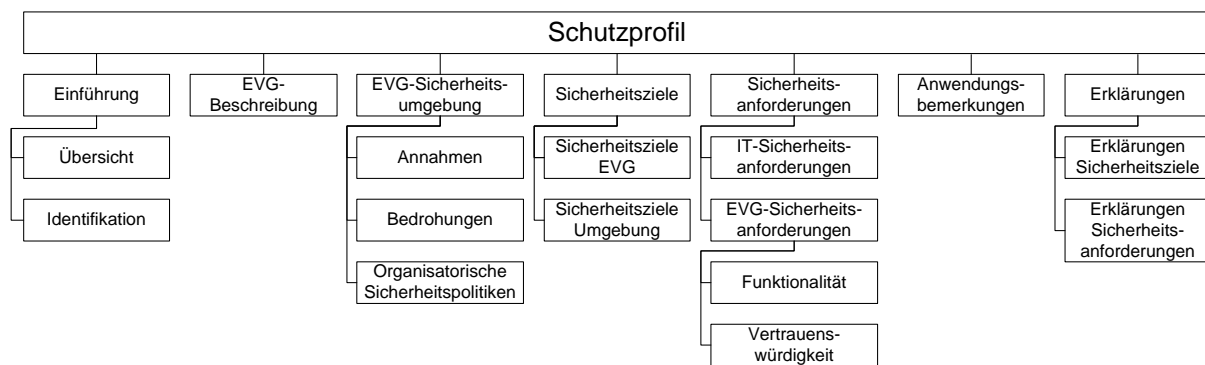 Schutzprofil
Einführung
Übersicht
Identifikation
EVG-
Beschreibung
EVG-Sicherheits-
umgebung
Annahmen
Bedrohungen
Organisatorische
Sicherheitspolitiken
Sicherheitsziele
Sicherheitsziele
EVG
Sicherheitsziele
Umgebung
Sicherheits-
anforderungen
IT-Sicherheits-
anforderungen
EVG-Sicherheits-
anforderungen
Funktionalität
Vertrauens-
würdigkeit
Anwendungs-
bemerkungen
Erklärungen
Erklärungen
Sicherheitsziele
Erklärungen
Sicherheits-
anforderungen